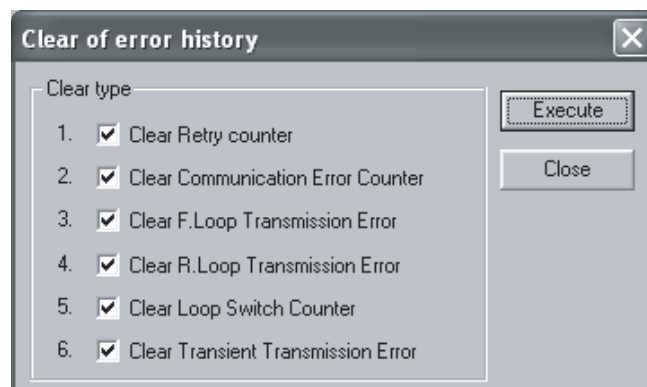 Clear of error history
Clear type
1. Clear Retry counter
2. Clear Communication Error Counter
3. Clear F.Loop Transmission Error
4. Clear R.Loop Transmission Error
5. Clear Loop Switch Counter
6. Clear Transient Transmission Error
Execute
Close